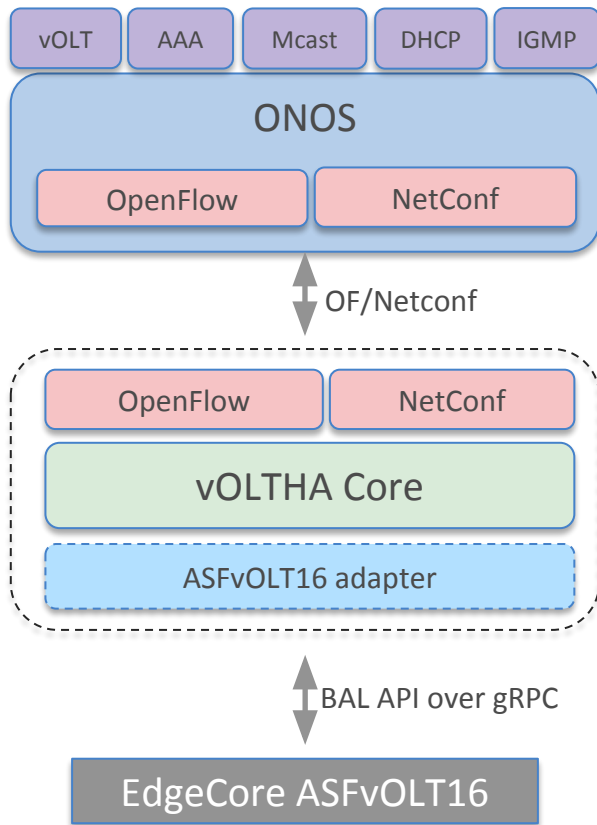 vOLT AAA Mcast DHCP IGMP
ONOS
OpenFlow NetConf
OF/Netconf
OpenFlow NetConf
vOLTHA Core
ASFvOLT16 adapter
BAL API over gRPC
EdgeCore ASFvOLT16